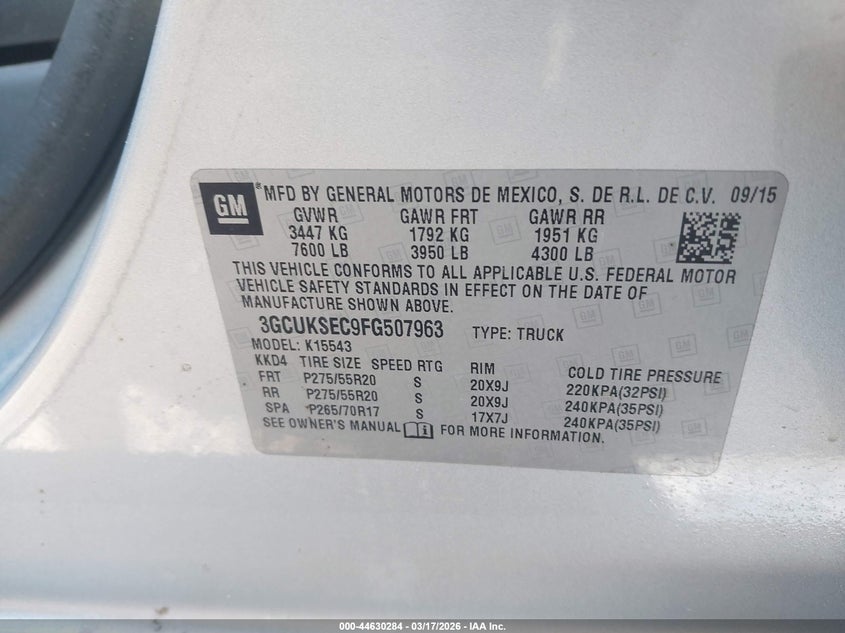 GM ® MFD BY GENERAL MOTORS DE MEXICO, S. DE R.L. DE C.V. 09/15
GVWR GAWR FRT GAWR RR
3447 KG 1792 KG 1951 KG
7600 LB 3950 LB 4300 LB
THIS VEHICLE CONFORMS TO ALL APPLICABLE U.S. FEDERAL MOTOR
VEHICLE SAFETY STANDARDS IN EFFECT ON THE DATE OF
MANUFACTURE SHOWN ABOVE.
3GCUKSEC9FG507963 TYPE: TRUCK
MODEL: K15543
KKD4 TIRE SIZE SPEED RTG RIM COLD TIRE PRESSURE
FRT P275/55R20 S 20X9J 220KPA(32PSI)
RR P275/55R20 S 20X9J 240KPA(35PSI)
SPA P265/70R17 S 17X7J 240KPA(35PSI)
SEE OWNER'S MANUAL FOR MORE INFORMATION.
000-44630284 - 03/17/2026 - IAA Inc.